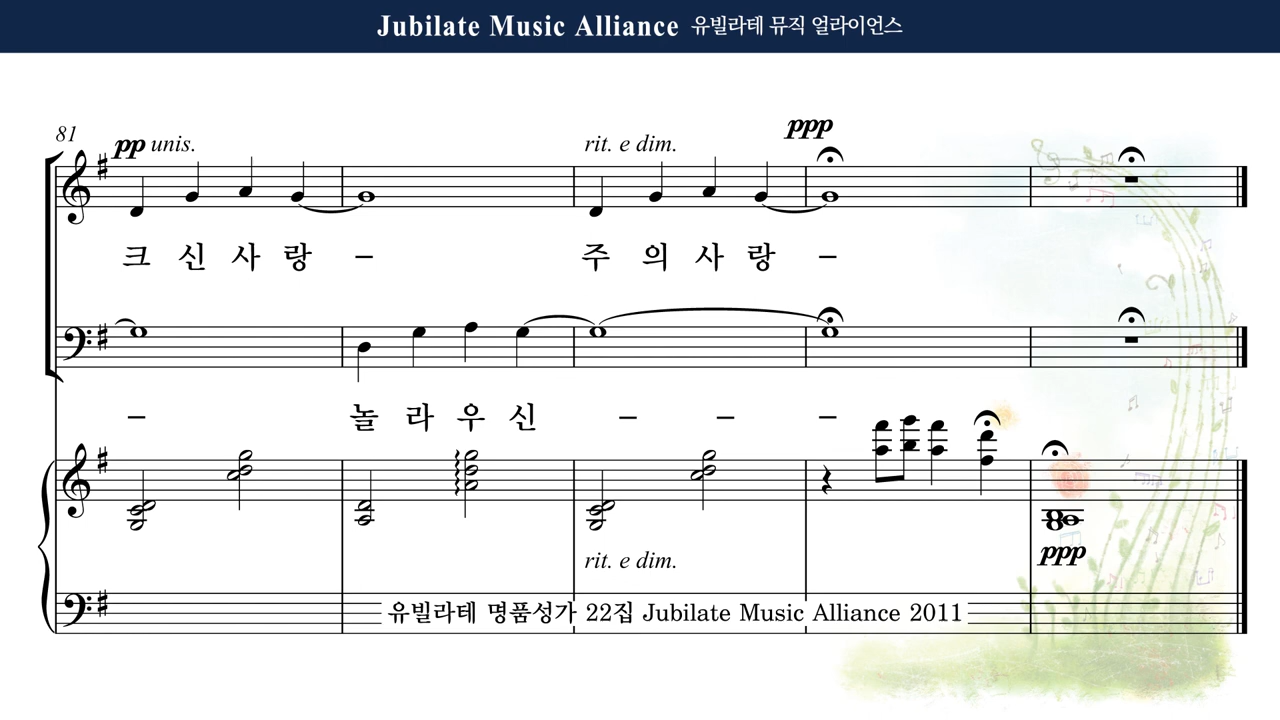 Jubilate Music Alliance 유빌라테 뮤직 얼라이언스
81
pp unis.
rit. e dim.
ppp
크 신 사 랑 – 주 의 사 랑 –
– 놀 라 우 신 – – –
rit. e dim.
ppp
유빌라테 명품성가 22집 Jubilate Music Alliance 2011